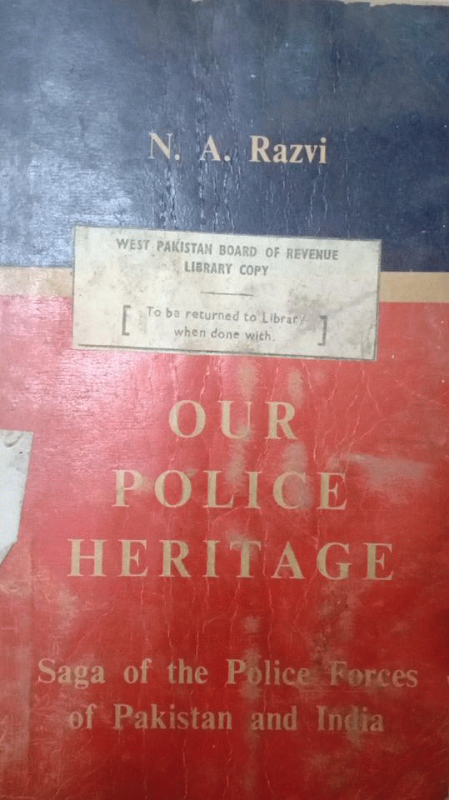 N. A. Razvi
WEST PAKISTAN BOARD OF REVENUE
LIBRARY COPY
[ To be returned to Library
when done with. ]
OUR
POLICE
HERITAGE
Saga of the Police Forces
of Pakistan and India